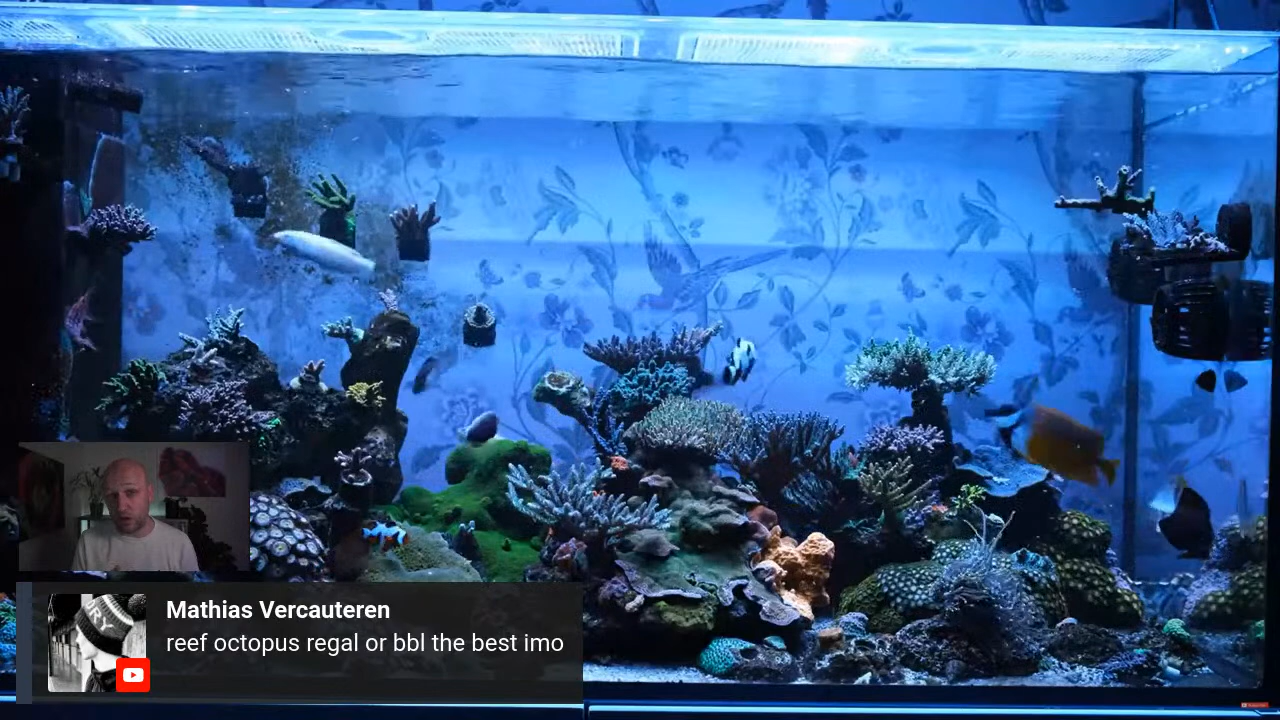 Mathias Vercauteren
reef octopus regal or bbl the best imo